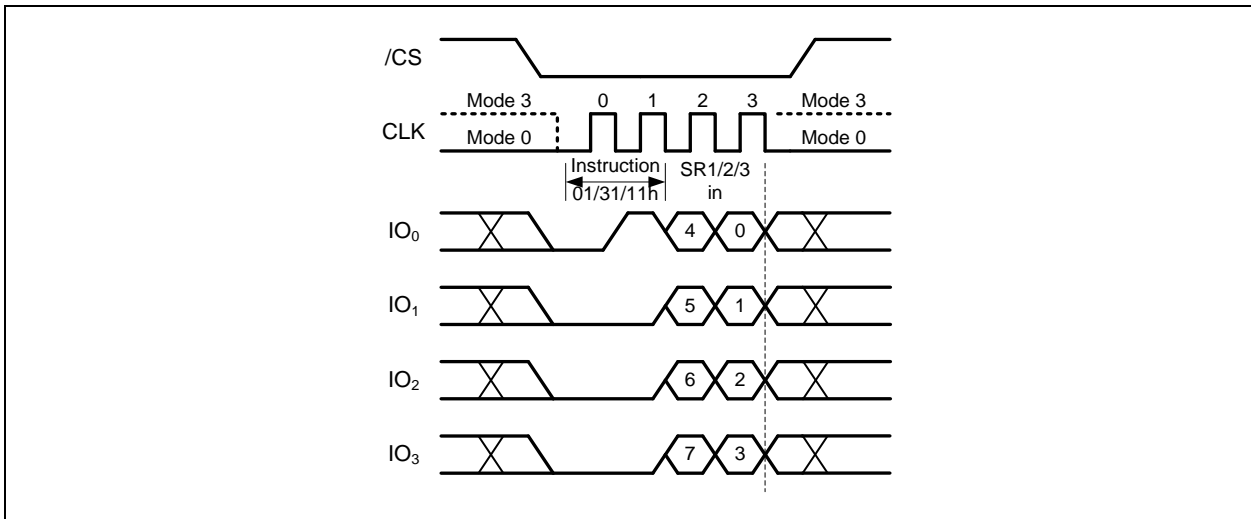 /CS
Mode 3 0 1 2 3 Mode 3
CLK
Mode 0 Mode 0
Instruction SR1/2/3
01/31/11h in
IO₀ 4 0
IO₁ 5 1
IO₂ 6 2
IO₃ 7 3